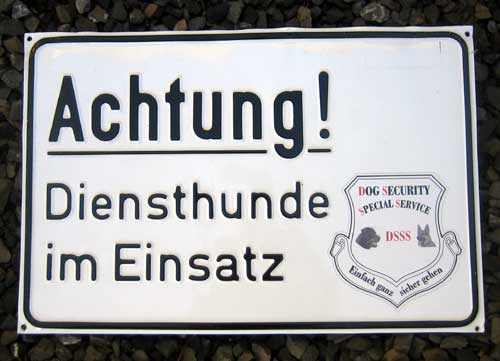 Achtung!
Diensthunde
im Einsatz
DOG SECURITY
SPECIAL SERVICE
DSSS
Einfach ganz sicher gehen